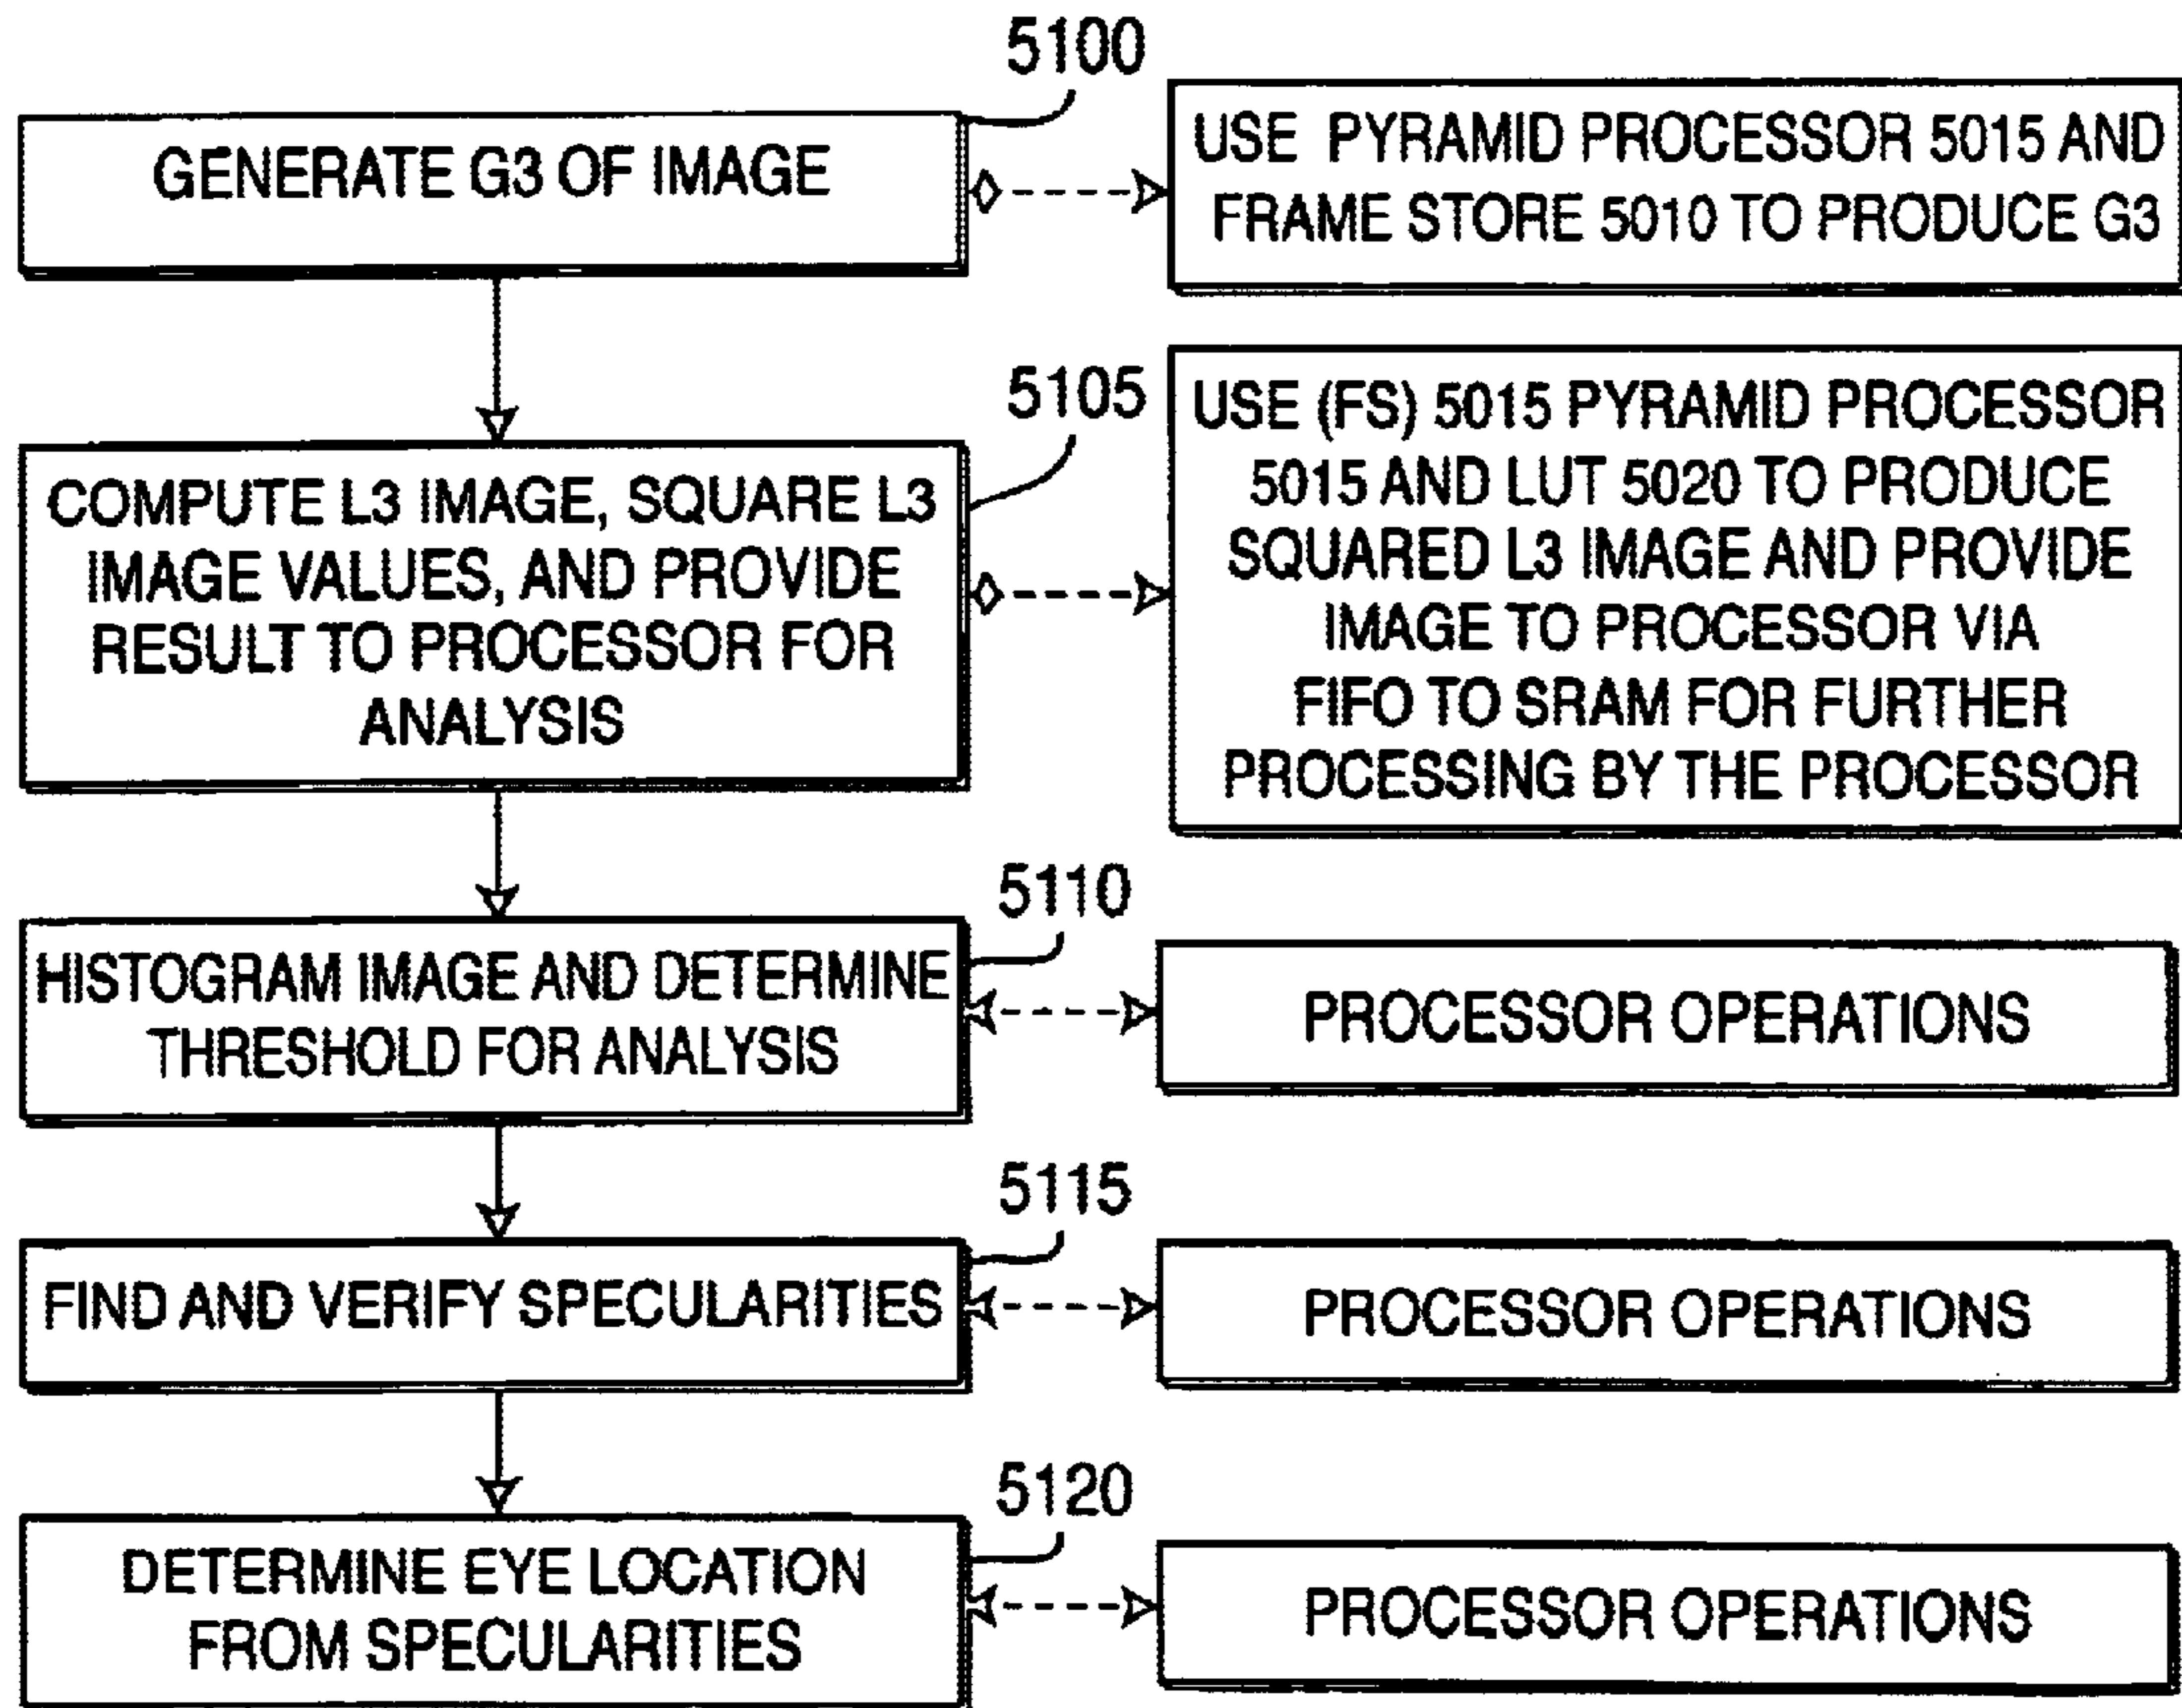 5100
GENERATE G3 OF IMAGE
USE PYRAMID PROCESSOR 5015 AND
FRAME STORE 5010 TO PRODUCE G3
5105
COMPUTE L3 IMAGE, SQUARE L3
IMAGE VALUES, AND PROVIDE
RESULT TO PROCESSOR FOR
ANALYSIS
USE (FS) 5015 PYRAMID PROCESSOR
5015 AND LUT 5020 TO PRODUCE
SQUARED L3 IMAGE AND PROVIDE
IMAGE TO PROCESSOR VIA
FIFO TO SRAM FOR FURTHER
PROCESSING BY THE PROCESSOR
5110
HISTOGRAM IMAGE AND DETERMINE
THRESHOLD FOR ANALYSIS
PROCESSOR OPERATIONS
5115
FIND AND VERIFY SPECULARITIES
PROCESSOR OPERATIONS
5120
DETERMINE EYE LOCATION
FROM SPECULARITIES
PROCESSOR OPERATIONS